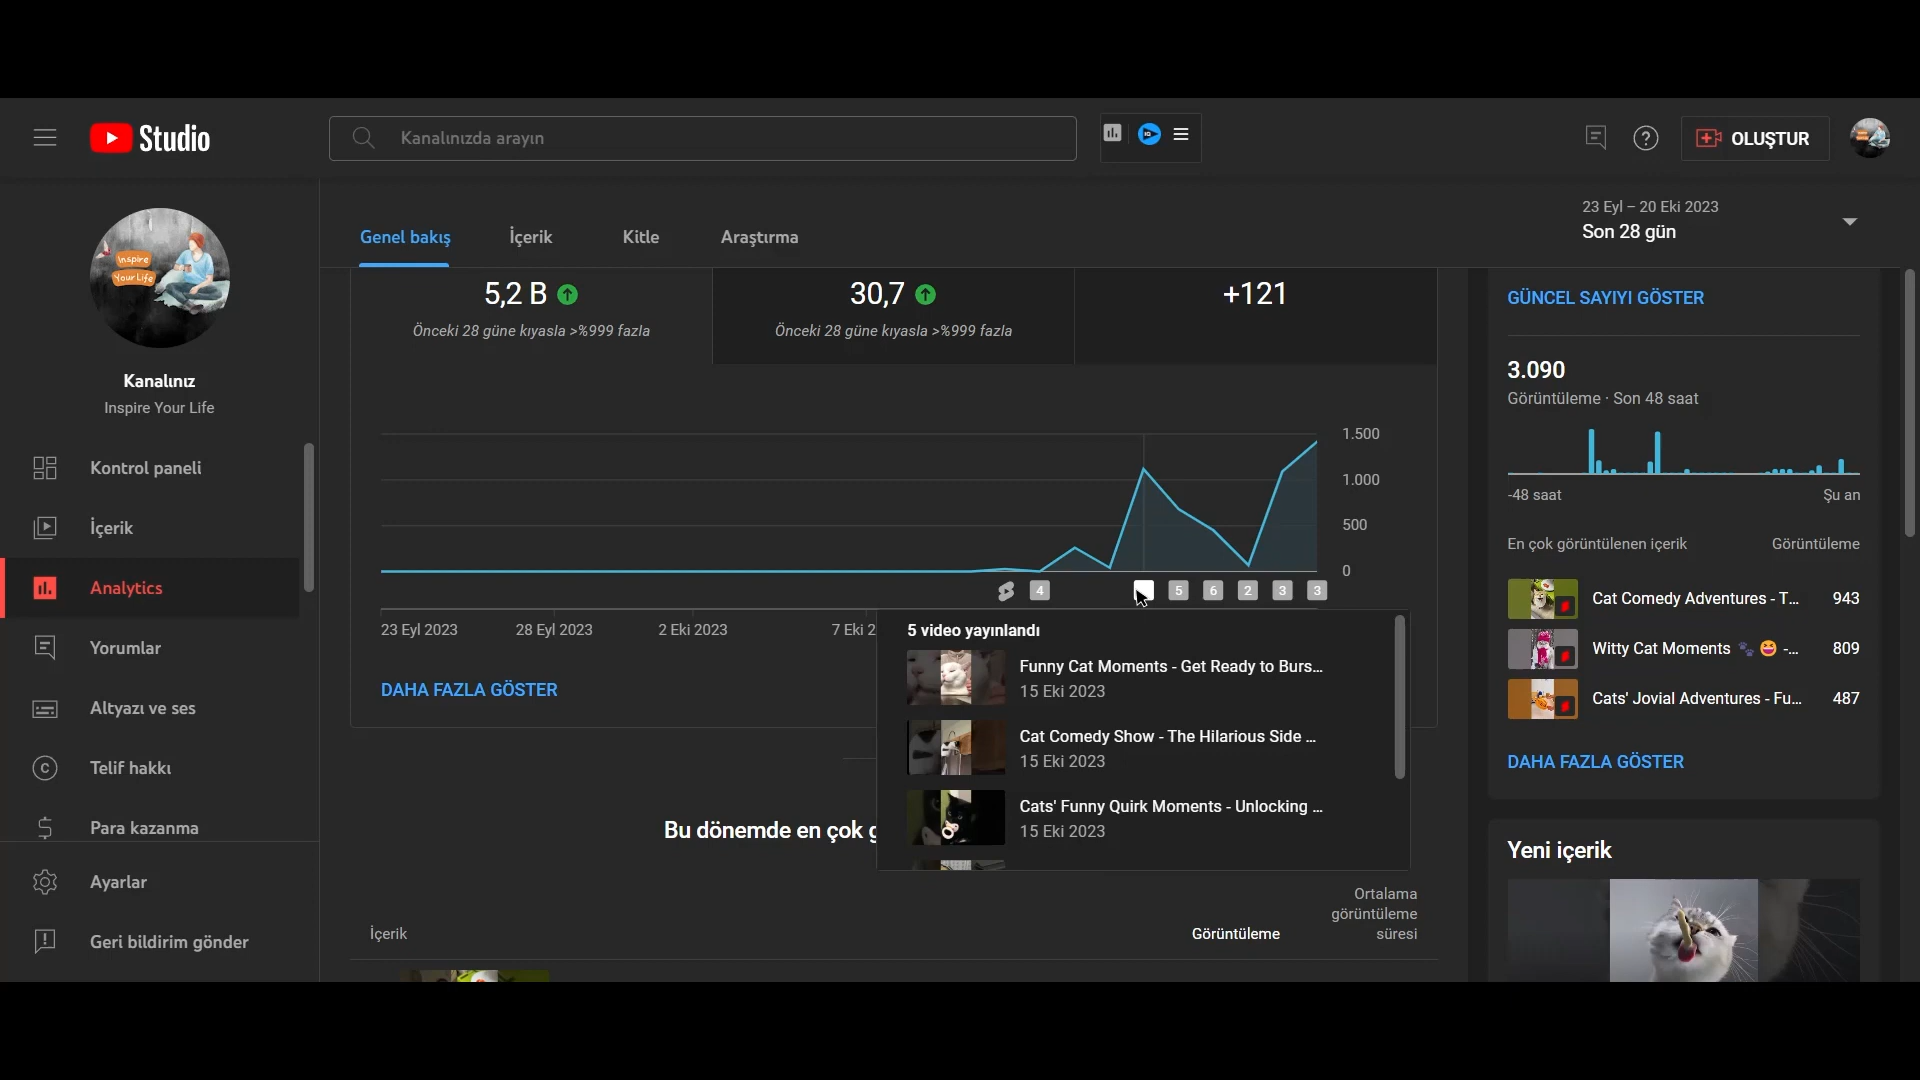 Studio
Kanalınızda arayın
OLUŞTUR
Inspire
Your Life
Kanalınız
Inspire Your Life
Kontrol paneli
İçerik
Analytics
Yorumlar
Altyazı ve ses
Telif hakkı
Para kazanma
Ayarlar
Geri bildirim gönder
Genel bakış
İçerik
Kitle
Araştırma
23 Eyl – 20 Eki 2023
Son 28 gün
5,2 B
Önceki 28 güne kıyasla >%999 fazla
30,7
Önceki 28 güne kıyasla >%999 fazla
+121
1.500
1.000
500
0
4
5
6
2
3
3
23 Eyl 2023
28 Eyl 2023
2 Eki 2023
7 Eki 2
DAHA FAZLA GÖSTER
5 video yayınlandı
Funny Cat Moments - Get Ready to Burs...
15 Eki 2023
Cat Comedy Show - The Hilarious Side ...
15 Eki 2023
Cats' Funny Quirk Moments - Unlocking ...
15 Eki 2023
Bu dönemde en çok g
İçerik
Görüntüleme
Ortalama
görüntüleme
süresi
GÜNCEL SAYIYI GÖSTER
3.090
Görüntüleme · Son 48 saat
-48 saat
Şu an
En çok görüntülenen içerik
Görüntüleme
Cat Comedy Adventures - T...
943
Witty Cat Moments 🐾 😆 -...
809
Cats' Jovial Adventures - Fu...
487
DAHA FAZLA GÖSTER
Yeni içerik